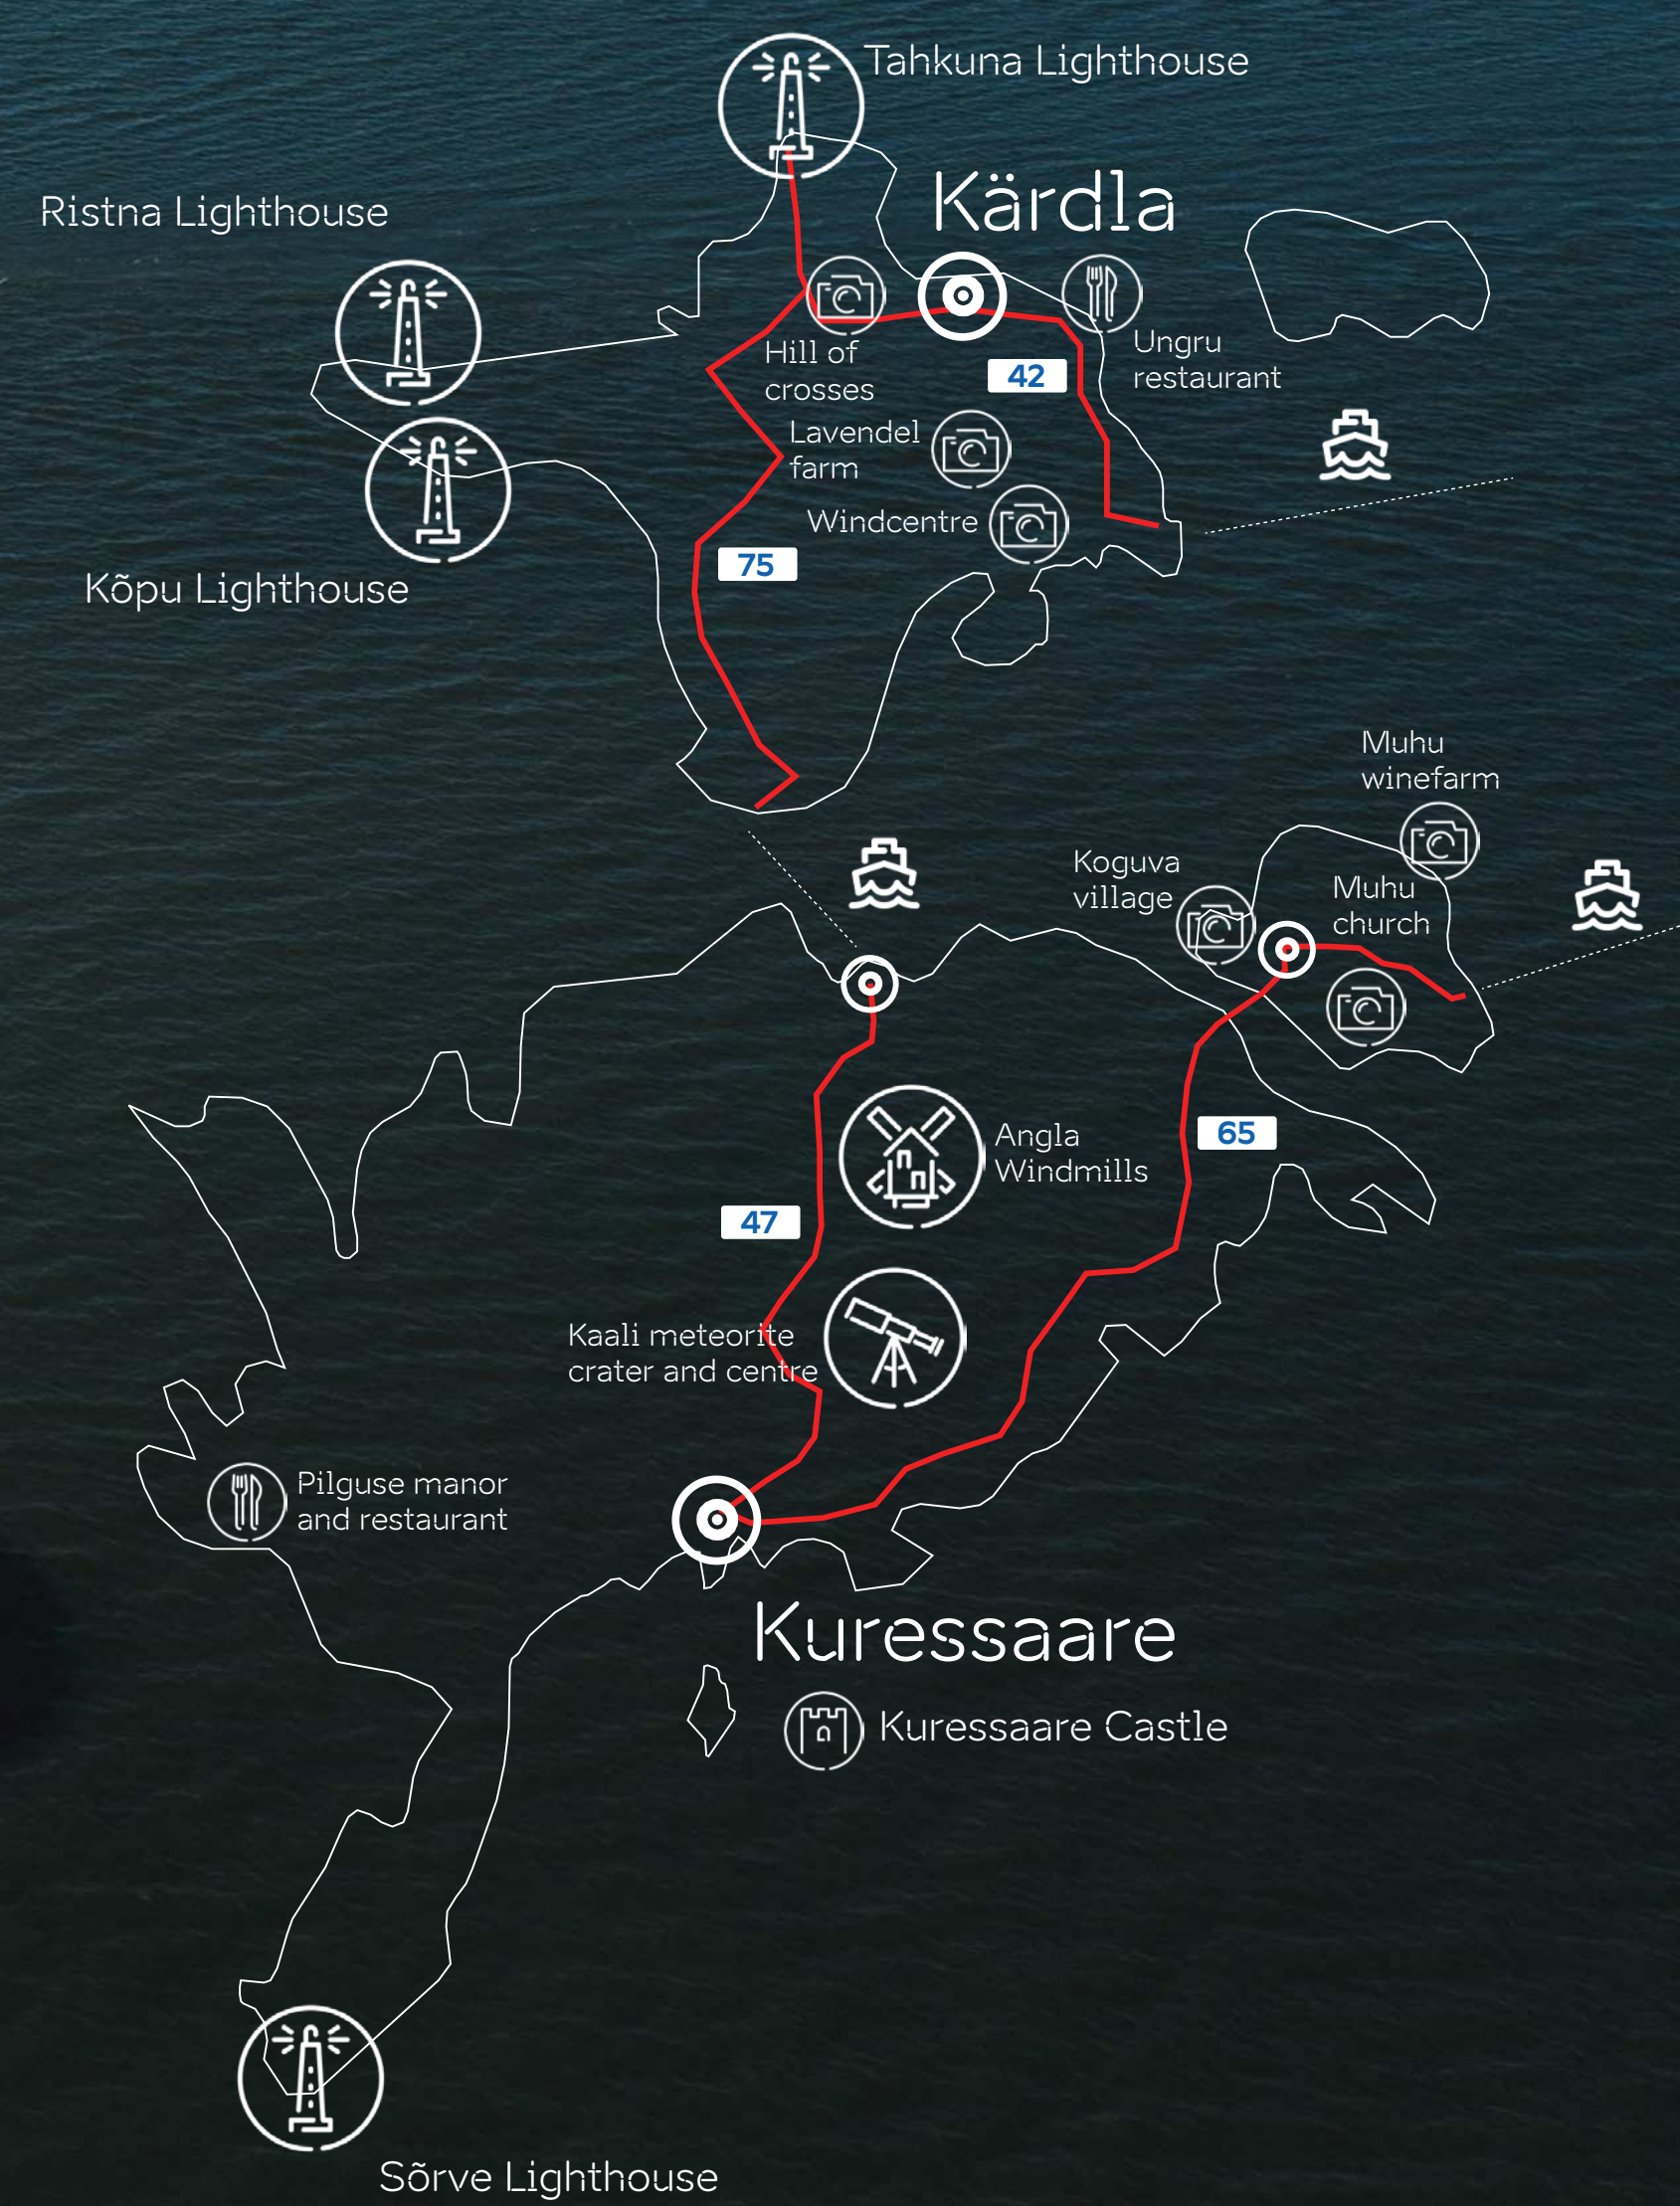 Tahkuna Lighthouse
Kärdla
Ristna Lighthouse
Ungru
restaurant
Hill of
crosses
42
Lavendel
farm
Windcentre
75
Kõpu Lighthouse
Muhu
winefarm
Koguva
village
Muhu
church
Angla
Windmills
65
47
Kaali meteorite
crater and centre
Pilguse manor
and restaurant
Kuressaare
Kuressaare Castle
Sõrve Lighthouse